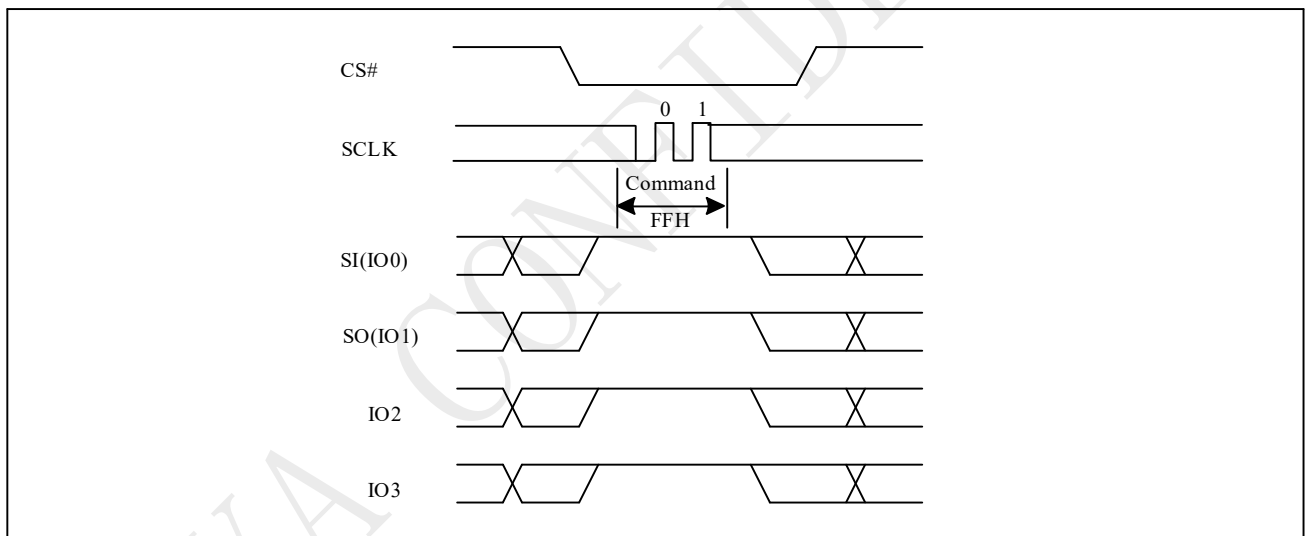 CS#
0 1
SCLK
Command
FFH
SI(IO0)
SO(IO1)
IO2
IO3